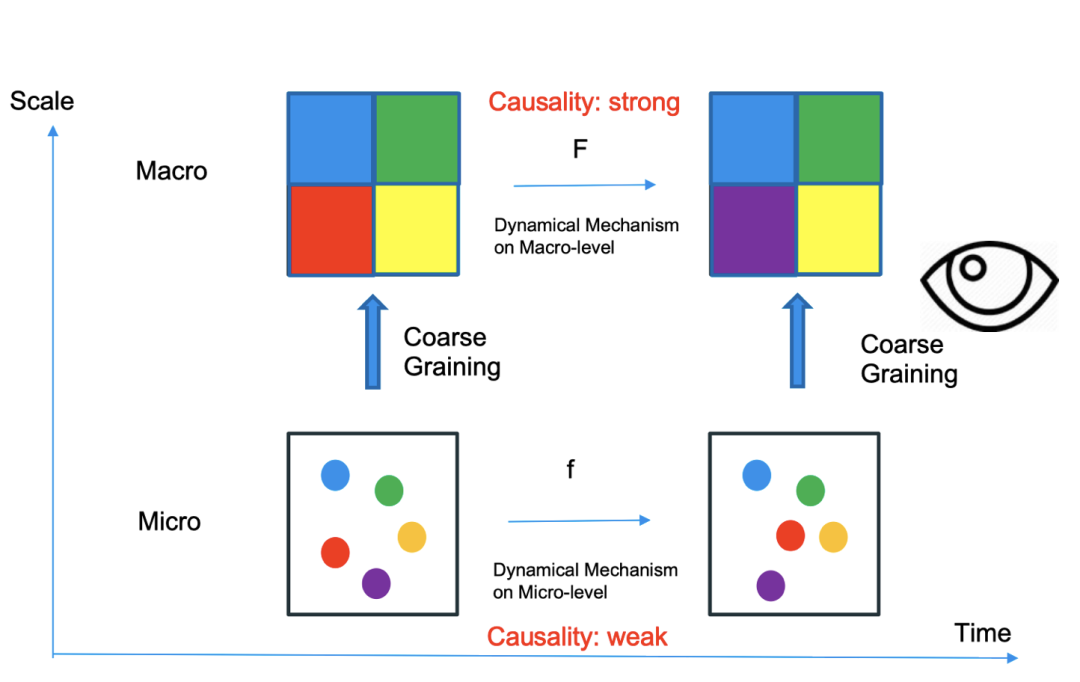 Scale
Causality: strong
F
Macro
Dynamical Mechanism
on Macro-level
Coarse
Graining
Coarse
Graining
f
Micro
Dynamical Mechanism
on Micro-level
Causality: weak
Time